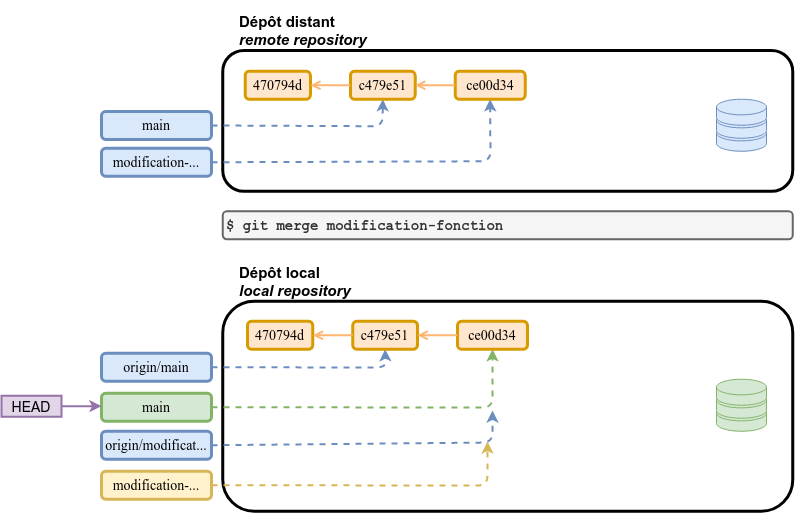 Dépôt distant
remote repository
470794d
c479e51
ce00d34
main
modification-...
$ git merge modification-fonction
Dépôt local
local repository
470794d
c479e51
ce00d34
origin/main
HEAD
main
origin/modificat...
modification-...